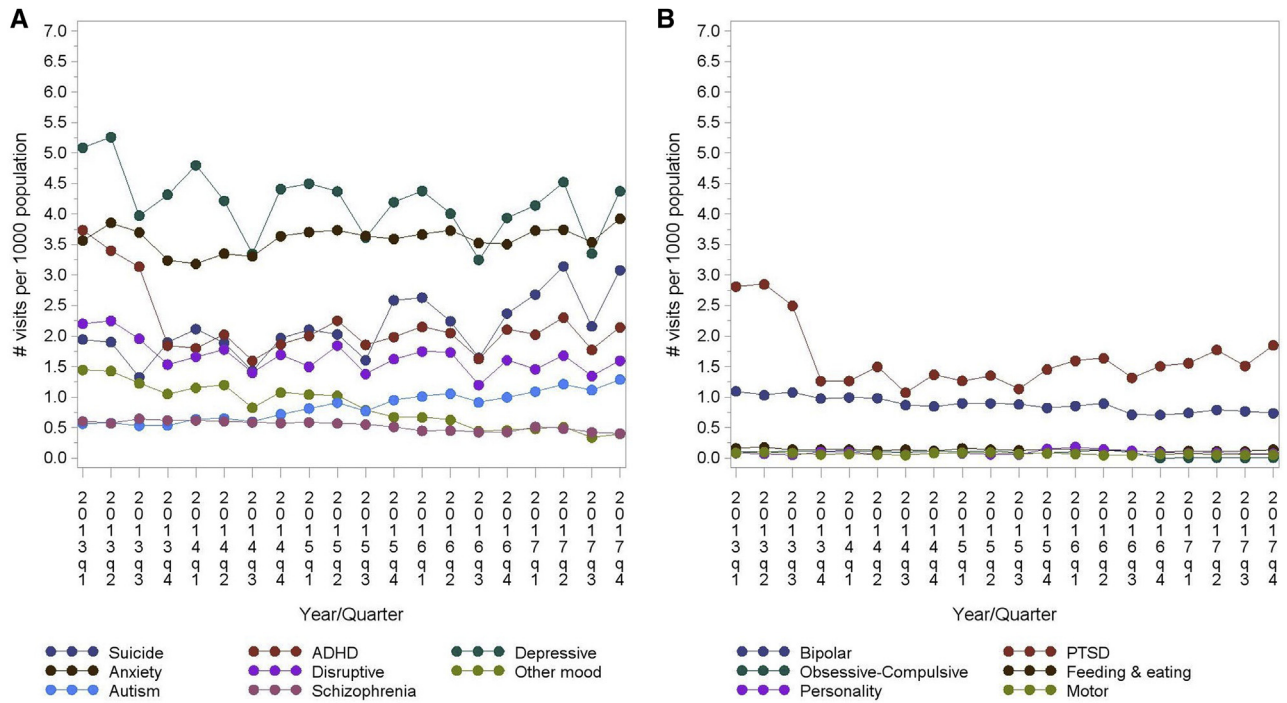 A
# visits per 1000 population
7.0
6.5
6.0
5.5
5.0
4.5
4.0
3.5
3.0
2.5
2.0
1.5
1.0
0.5
0.0
2013q1 2013q2 2013q3 2013q4 2014q1 2014q2 2014q3 2014q4 2015q1 2015q2 2015q3 2015q4 2016q1 2016q2 2016q3 2016q4 2017q1 2017q2 2017q3 2017q4
Year/Quarter
Suicide ADHD Depressive
Anxiety Disruptive Other mood
Autism Schizophrenia
B
# visits per 1000 population
7.0
6.5
6.0
5.5
5.0
4.5
4.0
3.5
3.0
2.5
2.0
1.5
1.0
0.5
0.0
2013q1 2013q2 2013q3 2013q4 2014q1 2014q2 2014q3 2014q4 2015q1 2015q2 2015q3 2015q4 2016q1 2016q2 2016q3 2016q4 2017q1 2017q2 2017q3 2017q4
Year/Quarter
Bipolar PTSD
Obsessive-Compulsive Feeding & eating
Personality Motor